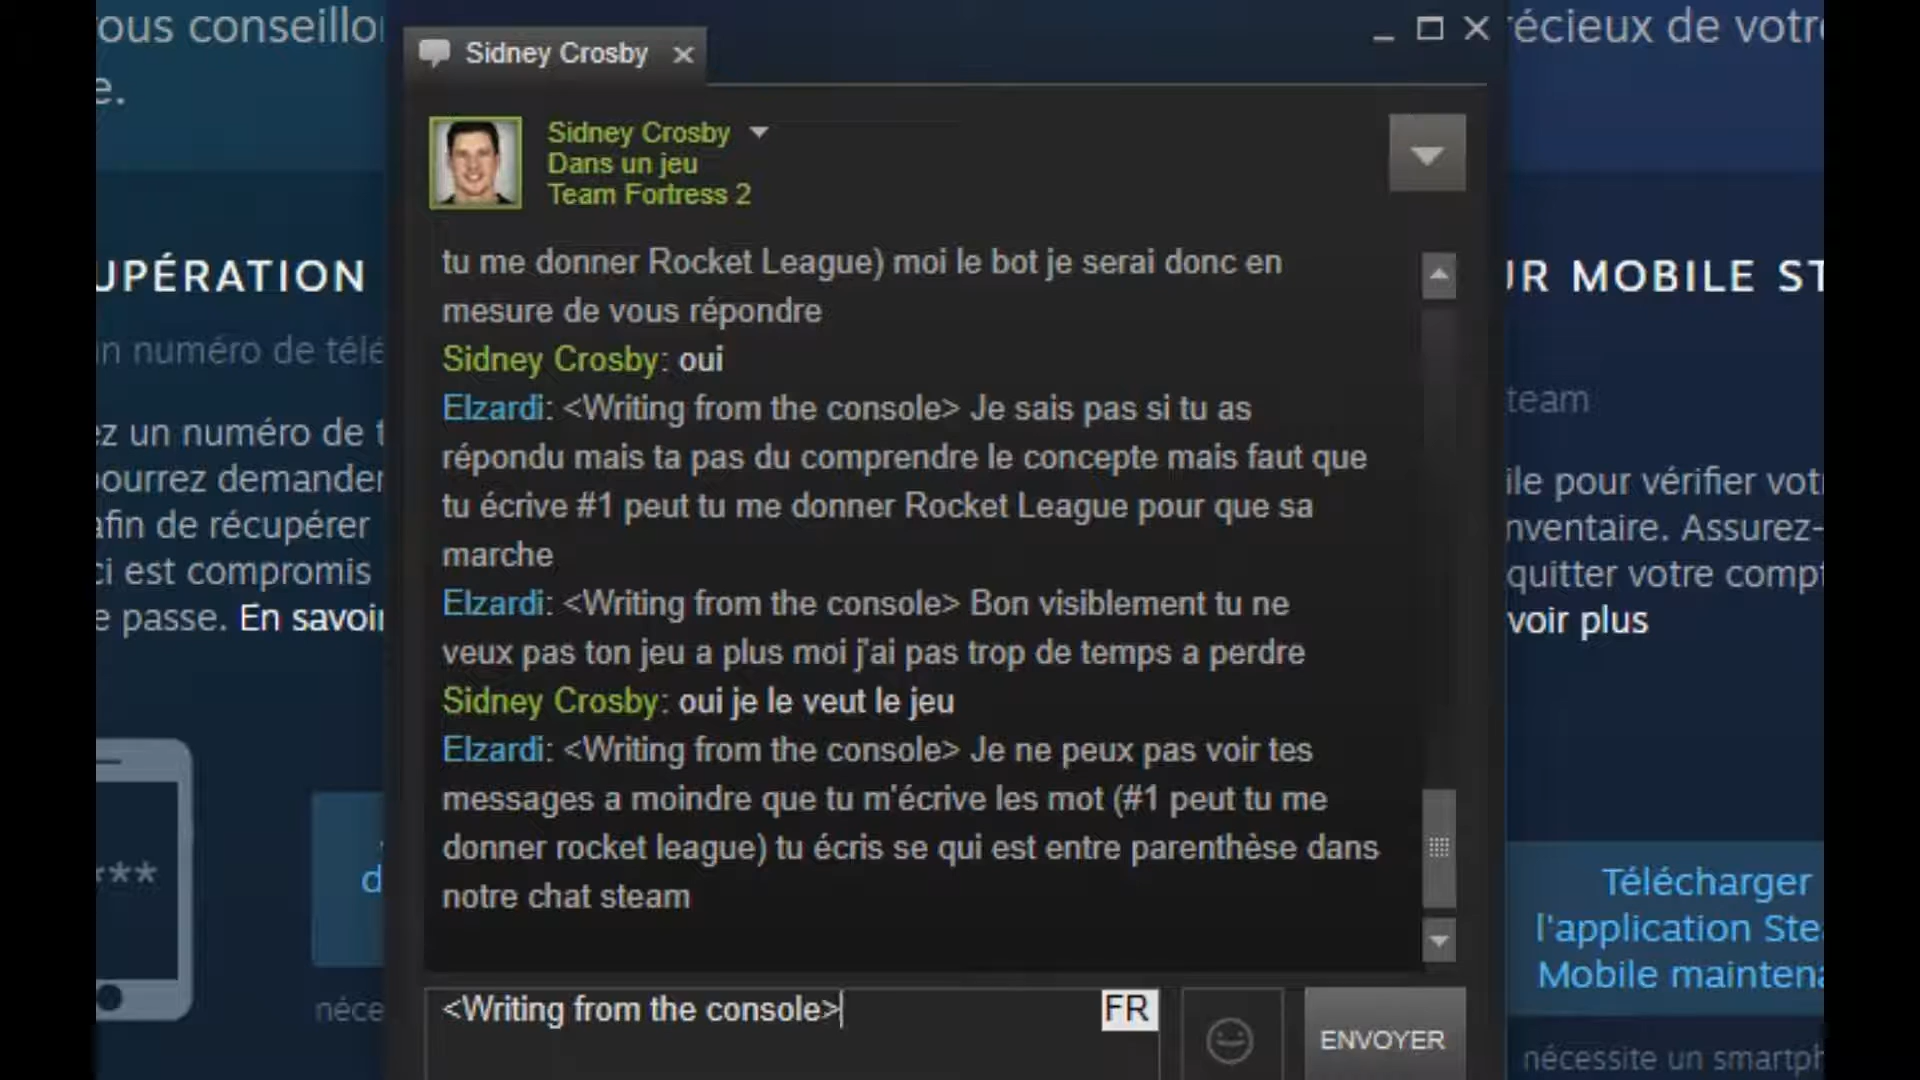 ous conseillo
e.
écieux de votr
Sidney Crosby
Sidney Crosby
Dans un jeu
Team Fortress 2
tu me donner Rocket League) moi le bot je serai donc en
mesure de vous répondre
Sidney Crosby: oui
Elzardi: <Writing from the console> Je sais pas si tu as
répondu mais ta pas du comprendre le concepte mais faut que
tu écrive #1 peut tu me donner Rocket League pour que sa
marche
Elzardi: <Writing from the console> Bon visiblement tu ne
veux pas ton jeu a plus moi j'ai pas trop de temps a perdre
Sidney Crosby: oui je le veut le jeu
Elzardi: <Writing from the console> Je ne peux pas voir tes
messages a moindre que tu m'écrive les mot (#1 peut tu me
donner rocket league) tu écris se qui est entre parenthèse dans
notre chat steam
<Writing from the console>
FR
ENVOYER
UPÉRATION
un numéro de télé
ez un numéro de t
pourrez demander
afin de récupérer
ci est compromis
e passe. En savoir
***
d
néce
UR MOBILE ST
team
ile pour vérifier vot
nventaire. Assurez-
quitter votre compt
voir plus
Télécharger
l'application Ste
Mobile mainten
nécessite un smartph